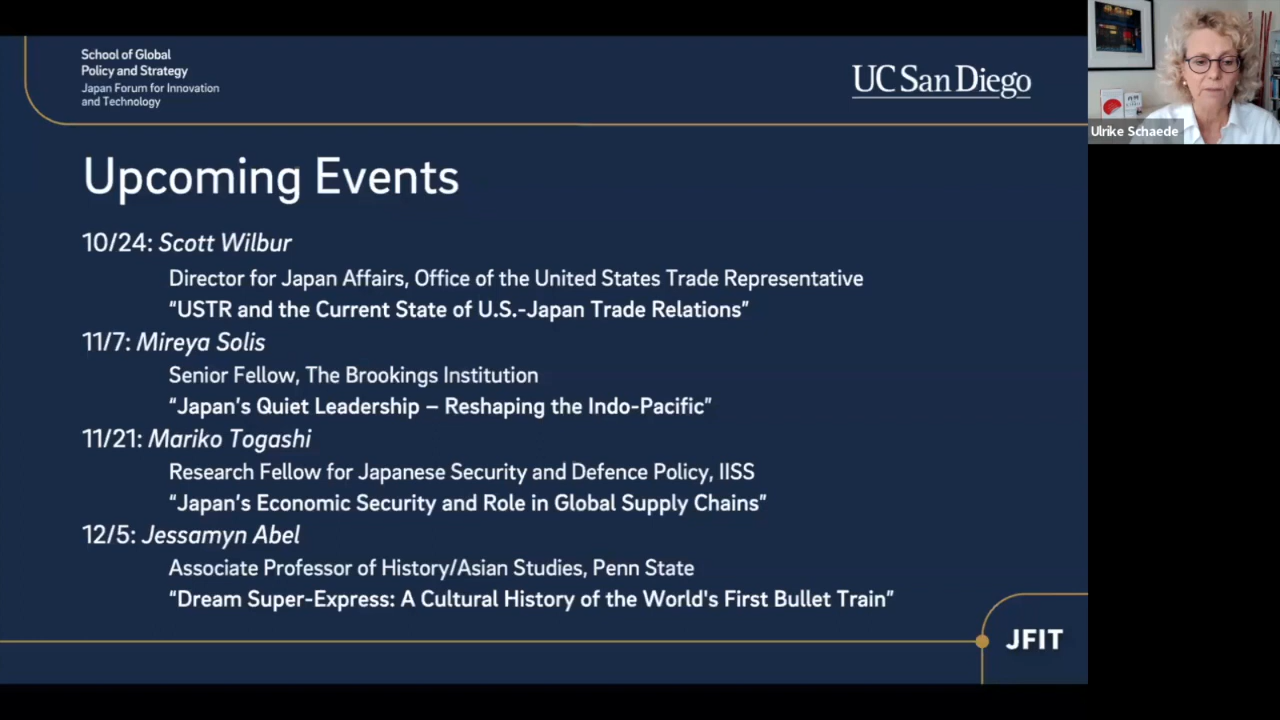 School of Global
Policy and Strategy
Japan Forum for Innovation
and Technology
UC San Diego
Ulrike Schaede
Upcoming Events
10/24: Scott Wilbur
Director for Japan Affairs, Office of the United States Trade Representative
“USTR and the Current State of U.S.-Japan Trade Relations”
11/7: Mireya Solis
Senior Fellow, The Brookings Institution
“Japan’s Quiet Leadership – Reshaping the Indo-Pacific”
11/21: Mariko Togashi
Research Fellow for Japanese Security and Defence Policy, IISS
“Japan’s Economic Security and Role in Global Supply Chains”
12/5: Jessamyn Abel
Associate Professor of History/Asian Studies, Penn State
“Dream Super-Express: A Cultural History of the World's First Bullet Train”
JFIT